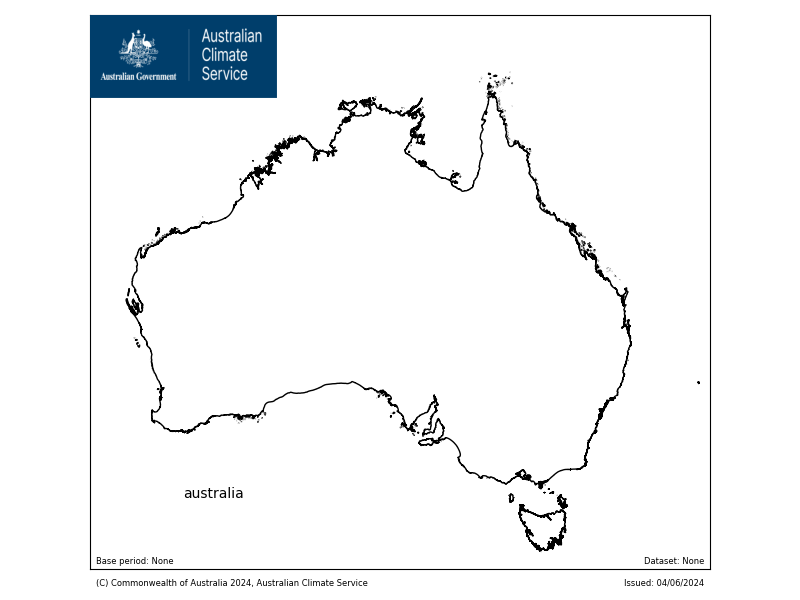 Australian Government
Australian
Climate
Service
australia
Base period: None
Dataset: None
(C) Commonwealth of Australia 2024, Australian Climate Service
Issued: 04/06/2024